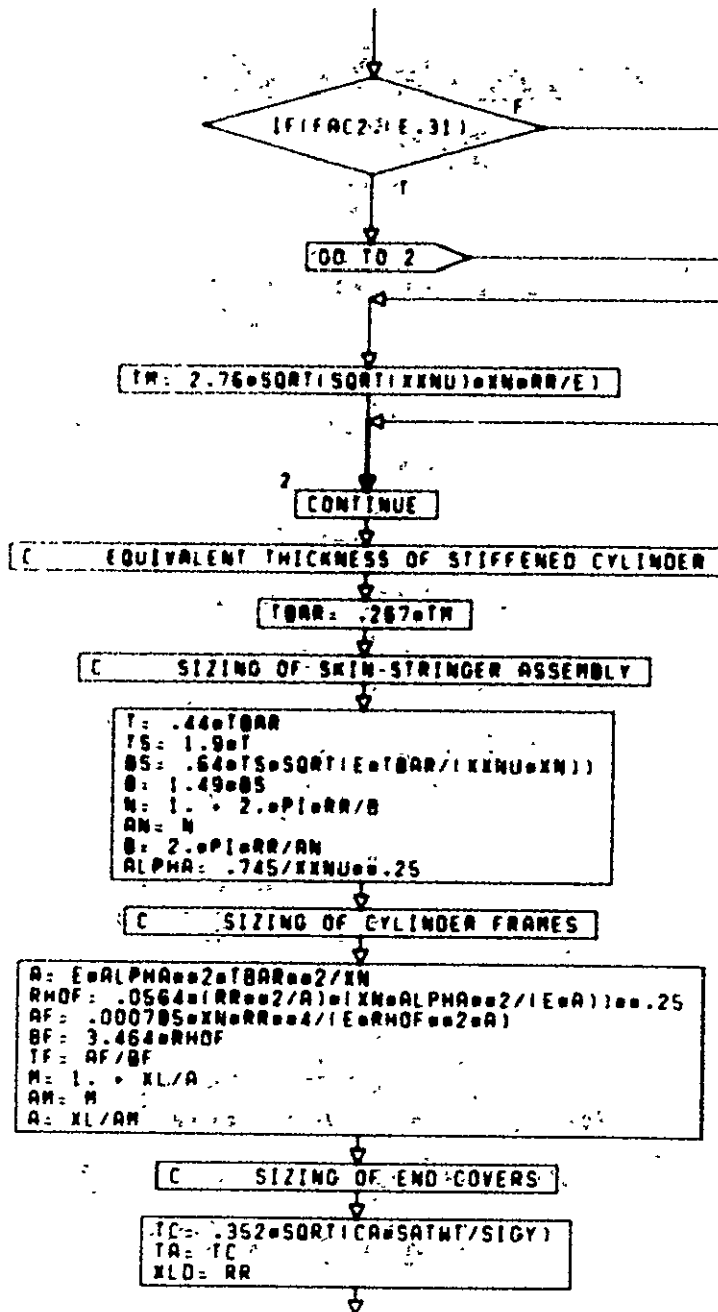 F
T
GO TO 2
TM= 2.76*SQRT(SQRT(XXNU)*XN*RR/E)
2
CONTINUE
C EQUIVALENT THICKNESS OF STIFFENED CYLINDER
TBAR= .267*TM
C SIZING OF SKIN-STRINGER ASSEMBLY
T= .44*TBAR
TS= 1.9*T
BS= .64*TS*SQRT(E*TBAR/(XXNU*XN))
B= 1.49*BS
N= 1. + 2.*PI*RR/B
AN= N
B= 2.*PI*RR/AN
ALPHA= .745/XXNU**.25
C SIZING OF CYLINDER FRAMES
A= E*ALPHA**2*TBAR**2/XN
RHOF= .0564*(RR**2/A)*(XN*ALPHA**2/(E*A))**.25
AF= .000785*XN*RR**4/(E*RHOF**2*A)
BF= 3.464*RHOF
TF= AF/BF
M= 1. + XL/A
AM= M
A= XL/AM
C SIZING OF END COVERS
TC= .352*SQRT(CA*SATWT/SIGY)
TA= TC
XLD= RR